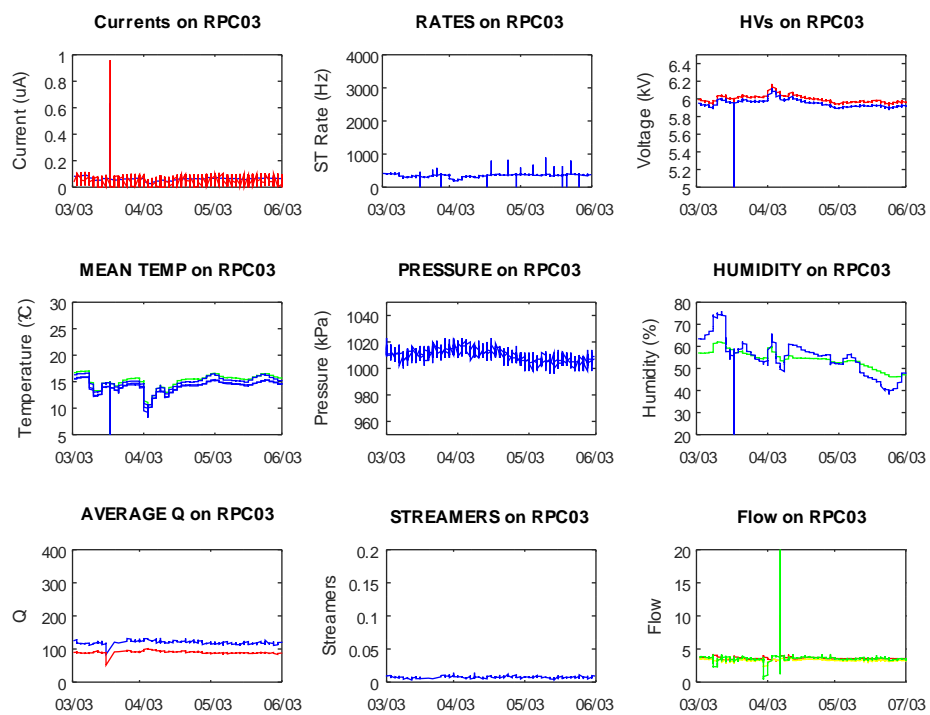 Currents on RPC03
RATES on RPC03
HVs on RPC03
Current (uA)
1
0.8
0.6
0.4
0.2
0
03/03 04/03 05/03 06/03
ST Rate (Hz)
4000
3000
2000
1000
0
03/03 04/03 05/03 06/03
Voltage (kV)
6.4
6.2
6
5.8
5.6
5.4
5.2
5
03/03 04/03 05/03 06/03
MEAN TEMP on RPC03
PRESSURE on RPC03
HUMIDITY on RPC03
Temperature (?C)
30
25
20
15
10
5
03/03 04/03 05/03 06/03
Pressure (kPa)
1040
1020
1000
980
960
03/03 04/03 05/03 06/03
Humidity (%)
80
70
60
50
40
30
20
03/03 04/03 05/03 06/03
AVERAGE Q on RPC03
STREAMERS on RPC03
Flow on RPC03
Q
400
300
200
100
0
03/03 04/03 05/03 06/03
Streamers
0.2
0.15
0.1
0.05
0
03/03 04/03 05/03 06/03
Flow
20
15
10
5
0
03/03 04/03 05/03 07/03